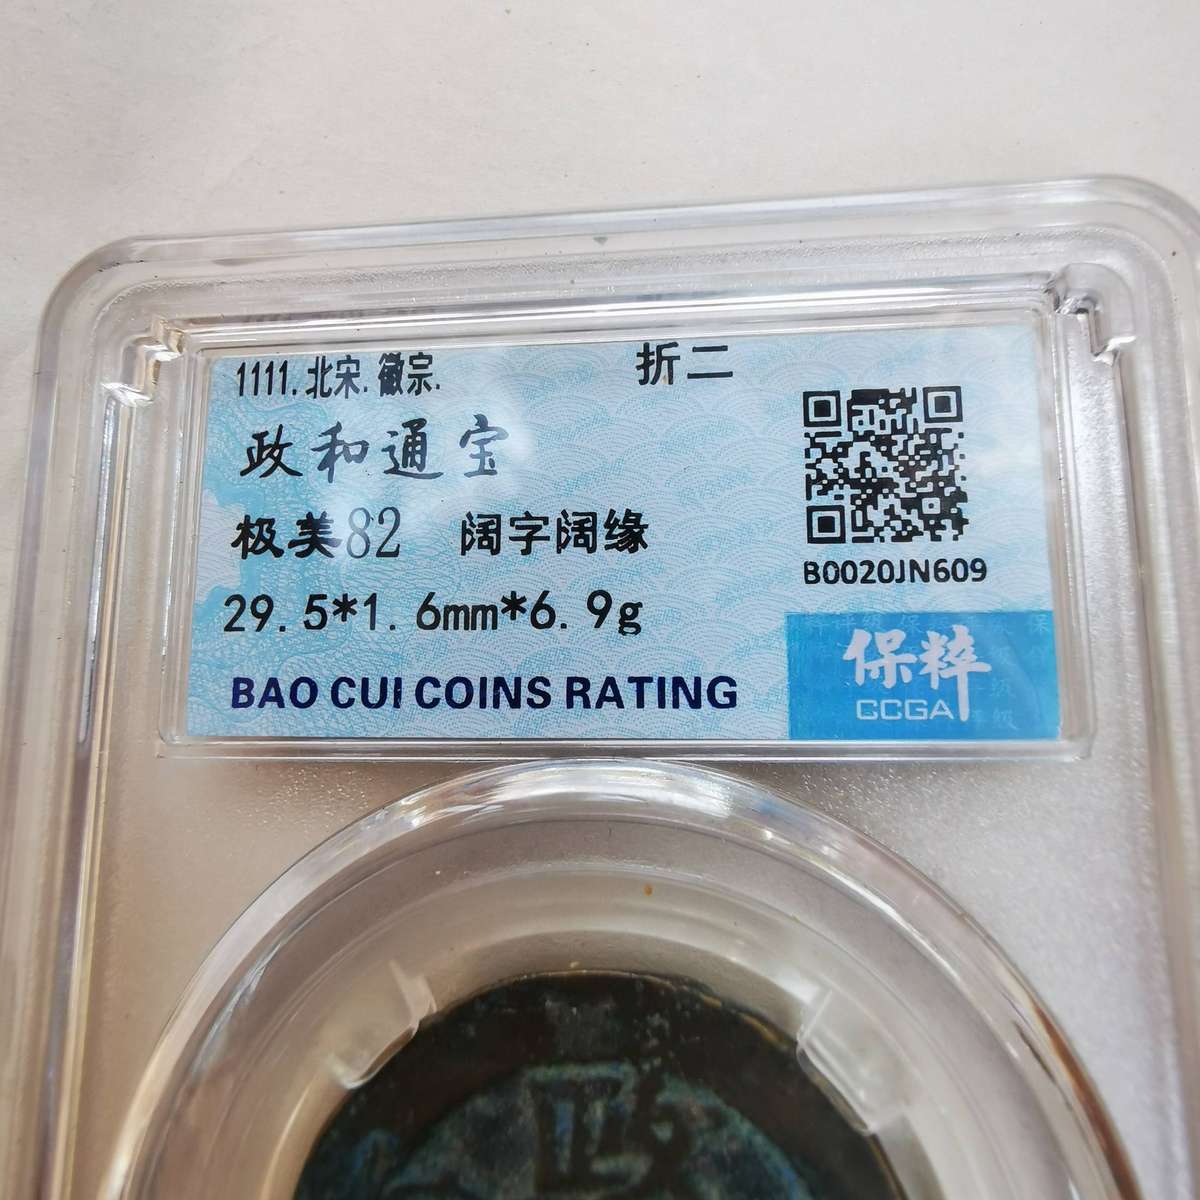 1111.北宋.徽宗.
折二
政和通宝
极美82 阔字阔缘
29.5*1.6mm*6.9g
BAO CUI COINS RATING
B0020JN609
保粹
CCGA
政